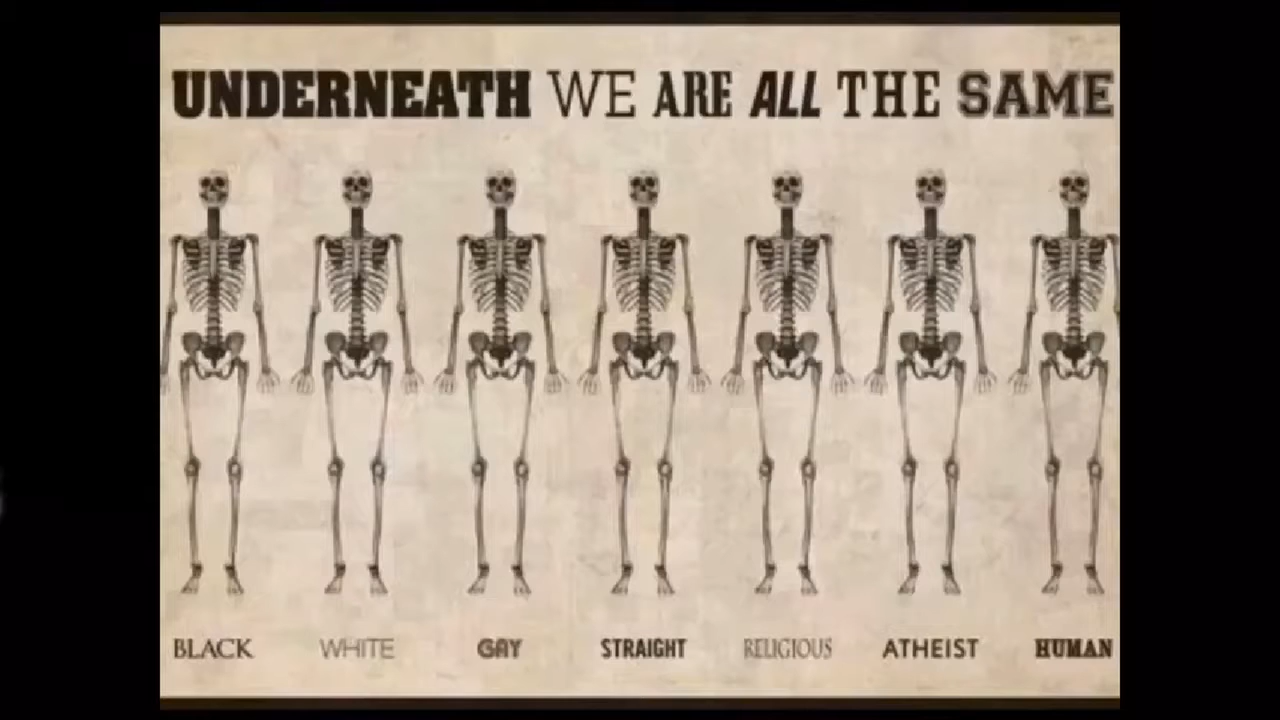 UNDERNEATH WE ARE ALL THE SAME
BLACK WHITE GAY STRAIGHT RELIGIOUS ATHEIST HUMAN